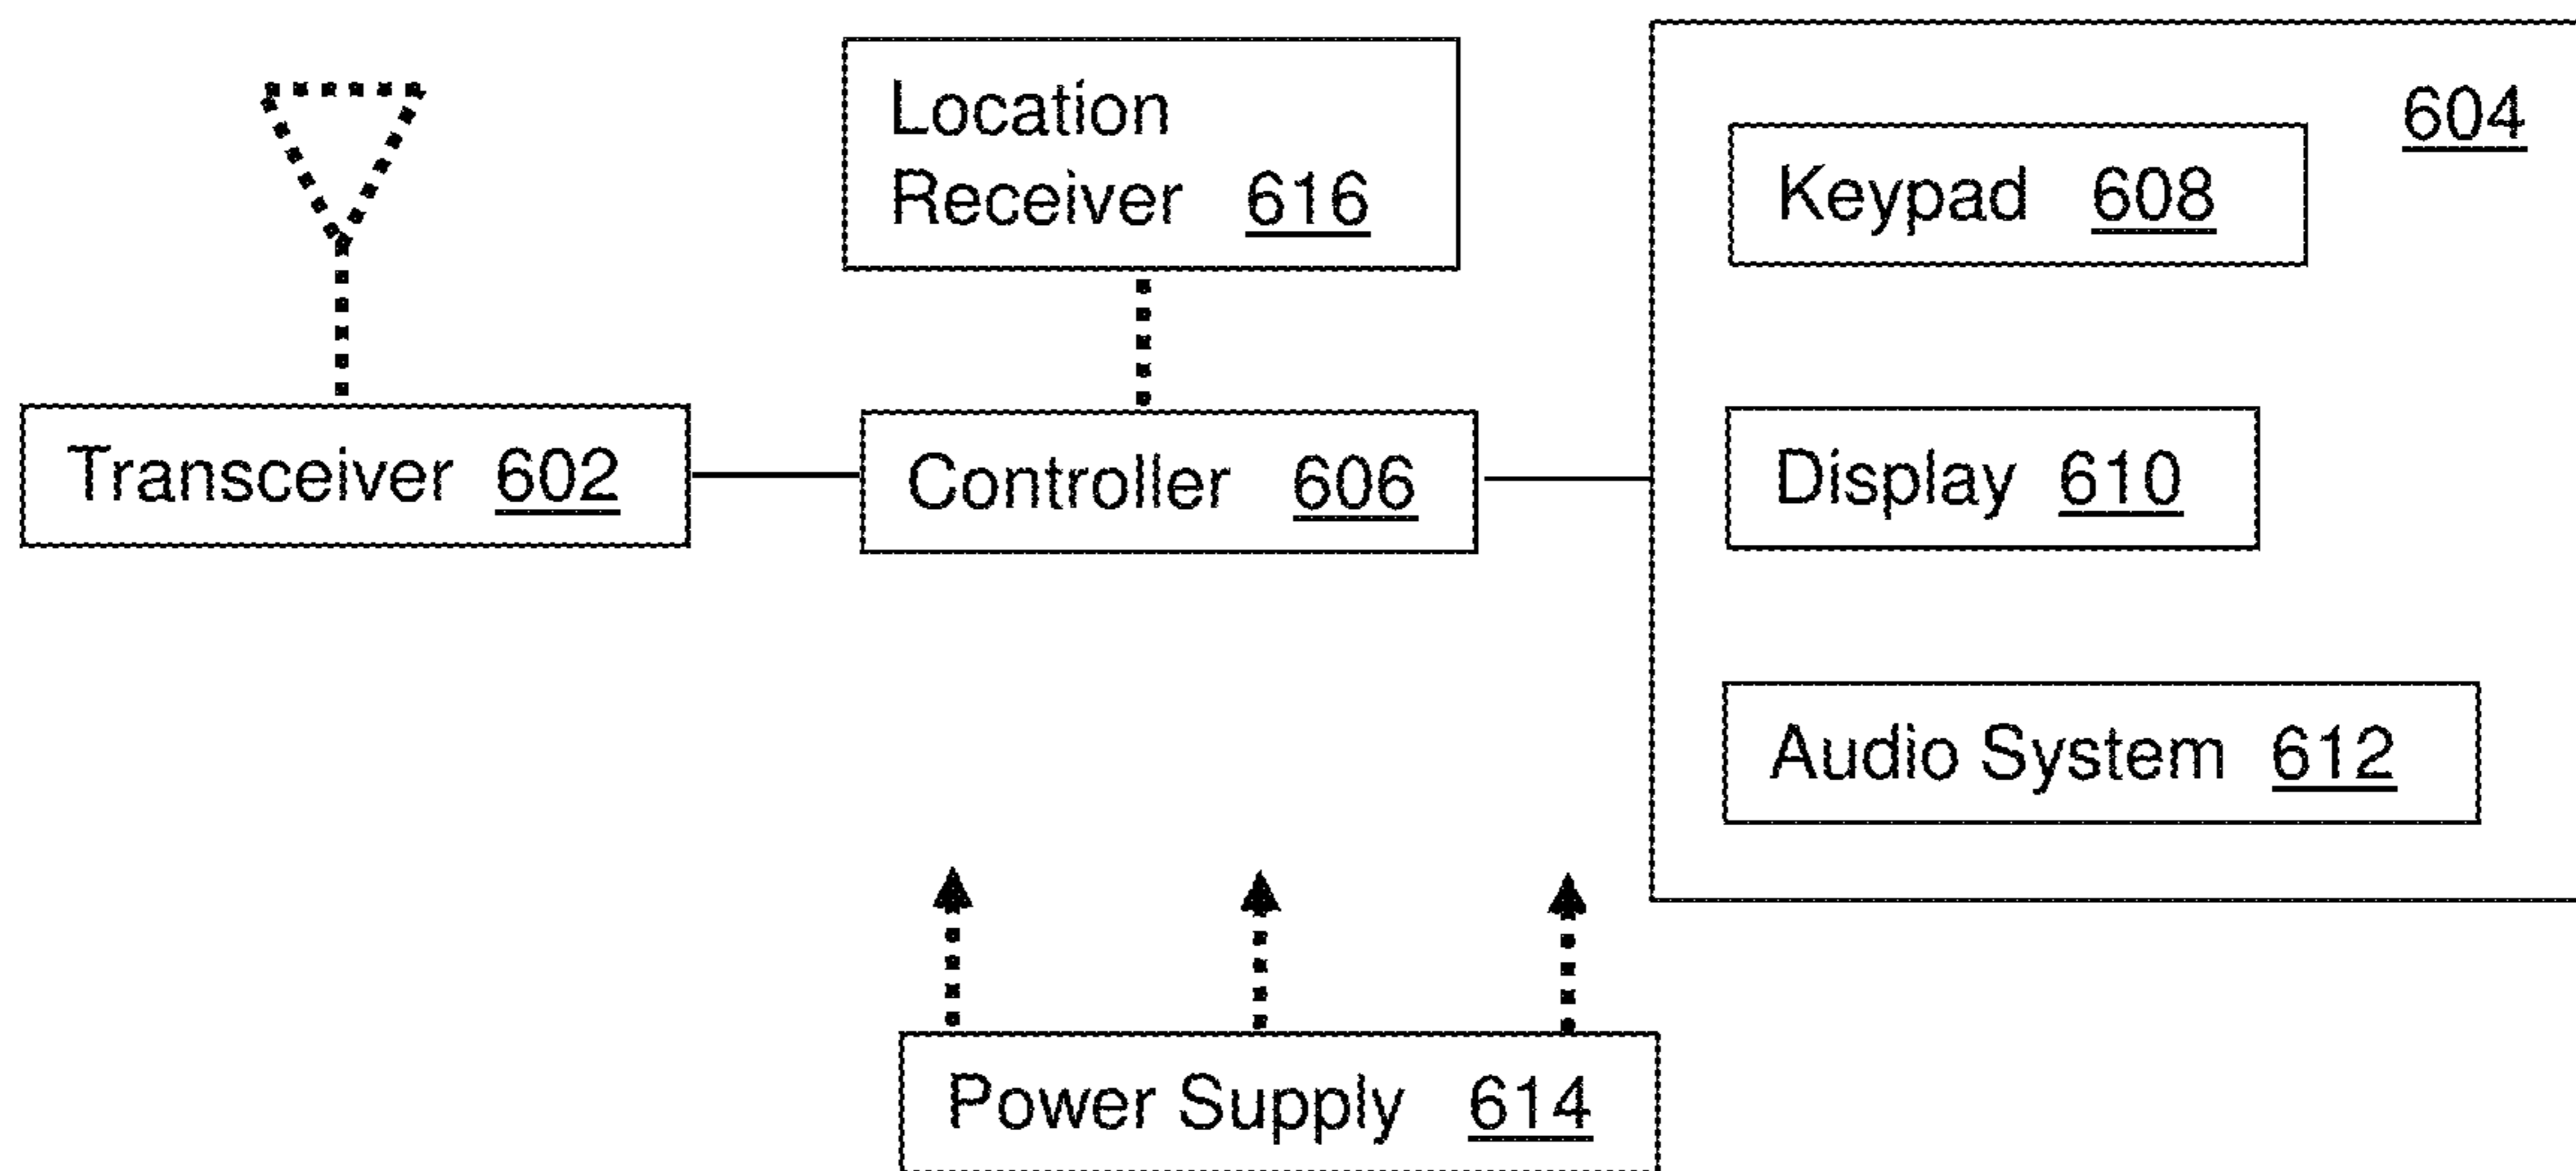 Location
Receiver 616
604
Keypad 608
Transceiver 602
Controller 606
Display 610
Audio System 612
Power Supply 614